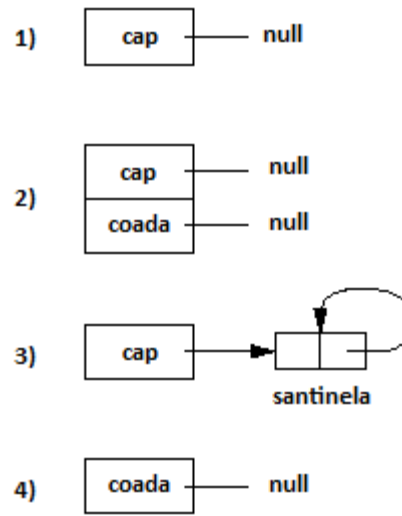 1) cap null
2) cap null
coada null
3) cap
santinela
4) coada null